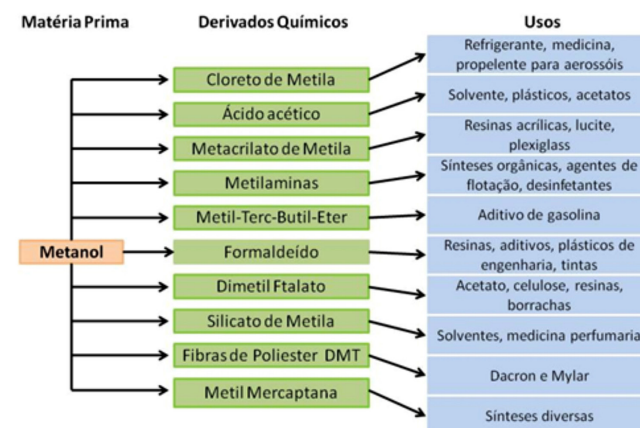 Matéria Prima
Derivados Químicos
Usos
Metanol
Cloreto de Metila
Refrigerante, medicina,
propelente para aerossóis
Ácido acético
Solvente, plásticos, acetatos
Metacrilato de Metila
Resinas acrílicas, lucite,
plexiglass
Metilaminas
Sínteses orgânicas, agentes de
flotação, desinfetantes
Metil-Terc-Butil-Eter
Aditivo de gasolina
Formaldeído
Resinas, aditivos, plásticos de
engenharia, tintas
Dimetil Ftalato
Acetato, celulose, resinas,
borrachas
Silicato de Metila
Solventes, medicina perfumaria
Fibras de Poliester DMT
Dacron e Mylar
Metil Mercaptana
Sínteses diversas